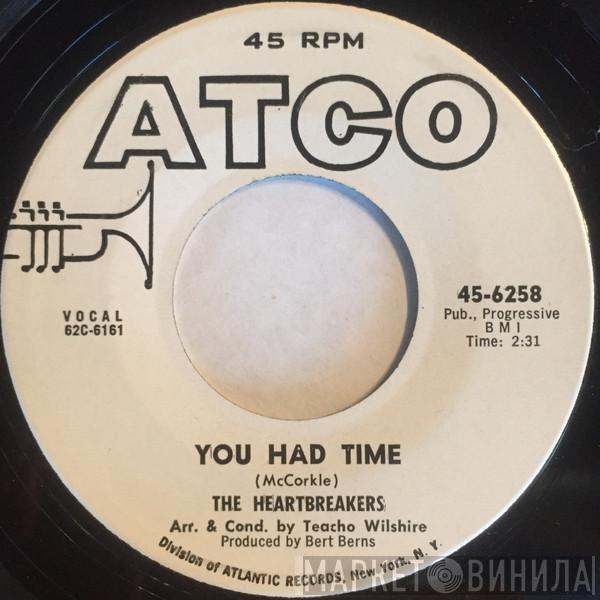 45 RPM
ATCO
VOCAL
62C-6161
45-6258
Pub., Progressive
B M I
Time: 2:31
YOU HAD TIME
(McCorkle)
THE HEARTBREAKERS
Arr. & Cond. by Teacho Wilshire
Produced by Bert Berns
Division of ATLANTIC RECORDS, New York, N. Y.
МАРКЕТ ВИНИЛА